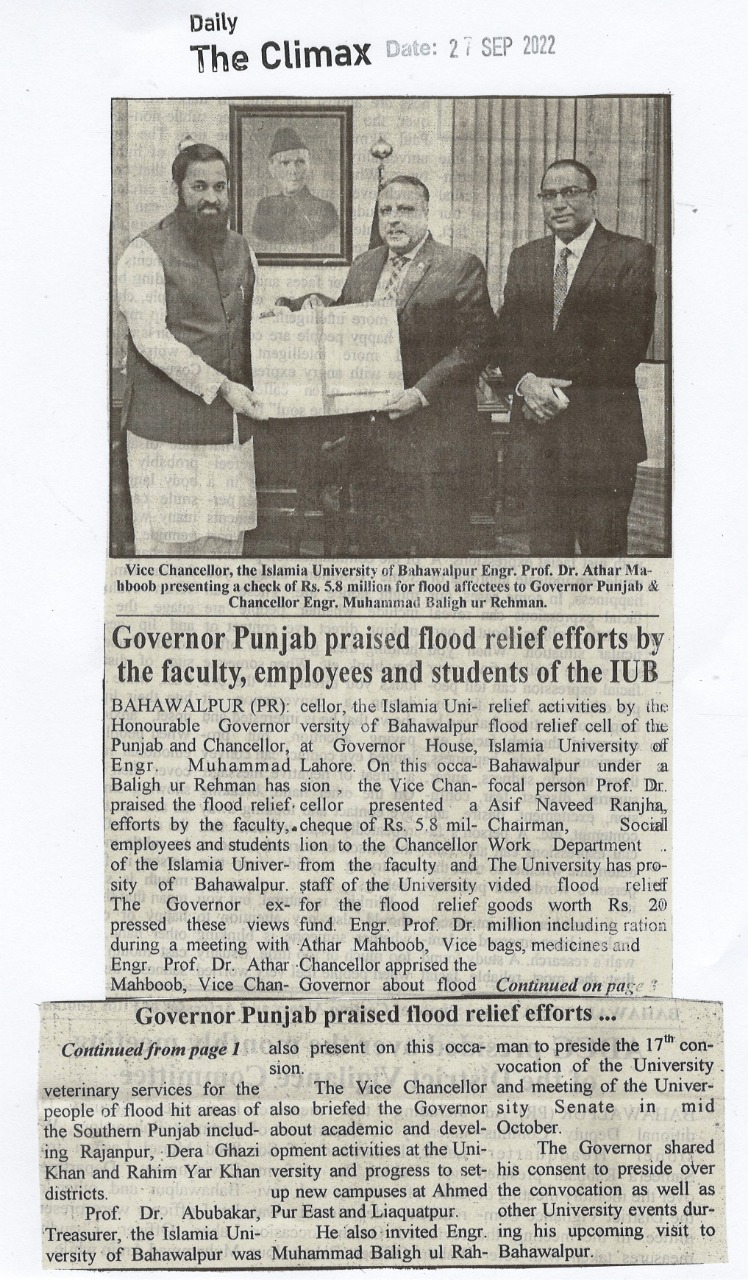 Daily
The Climax Date: 27 SEP 2022
Vice Chancellor, the Islamia University of Bahawalpur Engr. Prof. Dr. Athar Ma-
hboob presenting a check of Rs. 5.8 million for flood affectees to Governor Punjab &
Chancellor Engr. Muhammad Baligh ur Rehman.
Governor Punjab praised flood relief efforts by
the faculty, employees and students of the IUB
BAHAWALPUR (PR):
Honourable Governor
Punjab and Chancellor,
Engr. Muhammad
Baligh ur Rehman has
praised the flood relief
efforts by the faculty,
employees and students
of the Islamia Univer-
sity of Bahawalpur.
The Governor ex-
pressed these views
during a meeting with
Engr. Prof. Dr. Athar
Mahboob, Vice Chan-
cellor, the Islamia Uni-
versity of Bahawalpur
at Governor House,
Lahore. On this occa-
sion , the Vice Chan-
cellor presented a
cheque of Rs. 5.8 mil-
lion to the Chancellor
from the faculty and
staff of the University
for the flood relief
fund. Engr. Prof. Dr.
Athar Mahboob, Vice
Chancellor apprised the
Governor about flood
relief activities by the
flood relief cell of the
Islamia University of
Bahawalpur under a
focal person Prof. Dr.
Asif Naveed Ranjha,
Chairman, Social
Work Department ..
The University has pro-
vided flood relief
goods worth Rs. 20
million including ration
bags, medicines and
Continued on page
Governor Punjab praised flood relief efforts ...
Continued from page 1
veterinary services for the
people of flood hit areas of
the Southern Punjab includ-
ing Rajanpur, Dera Ghazi
Khan and Rahim Yar Khan
districts.
Prof. Dr. Abubakar,
Treasurer, the Islamia Uni-
versity of Bahawalpur was
also present on this occa-
sion.
The Vice Chancellor
also briefed the Governor
about academic and devel-
opment activities at the Uni-
versity and progress to set-
up new campuses at Ahmed
Pur East and Liaquatpur.
He also invited Engr.
Muhammad Baligh ul Rah-
man to preside the 17th con-
vocation of the University
and meeting of the Univer-
sity Senate in mid
October.
The Governor shared
his consent to preside over
the convocation as well as
other University events dur-
ing his upcoming visit to
Bahawalpur.